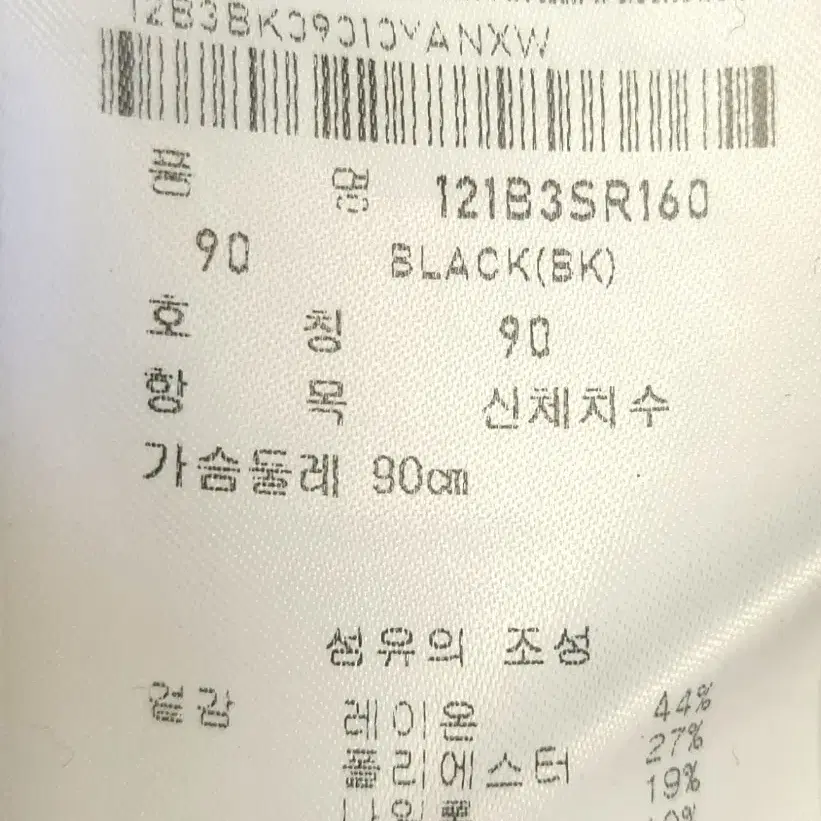 12B3BK09010YANXW
품 명 121B3SR160
90 BLACK(BK)
호 칭 90
항 목 신체치수
가슴둘레 90㎝
섬유의 조성
겉감 레이온 44%
폴리에스터 27%
19%